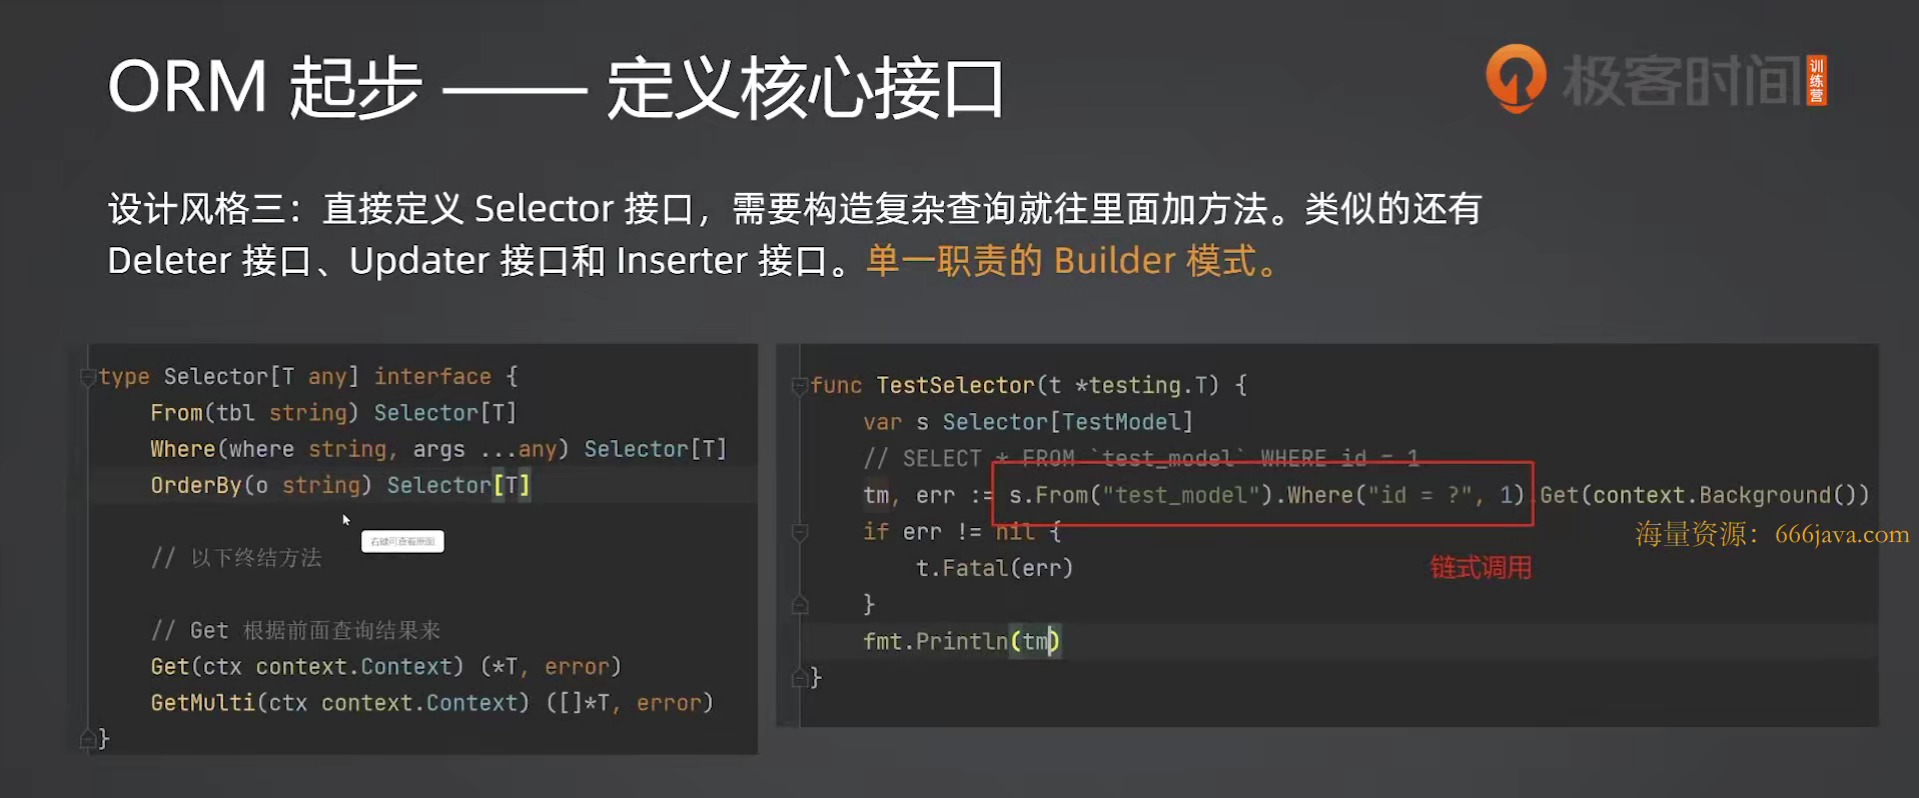 ORM 起步 —— 定义核心接口
极客时间
训练营
设计风格三：直接定义 Selector 接口，需要构造复杂查询就往里面加方法。类似的还有
Deleter 接口、Updater 接口和 Inserter 接口。单一职责的 Builder 模式。
type Selector[T any] interface {
From(tbl string) Selector[T]
Where(where string, args ...any) Selector[T]
OrderBy(o string) Selector[T]
右键可查看原图
// 以下终结方法
// Get 根据前面查询结果来
Get(ctx context.Context) (*T, error)
GetMulti(ctx context.Context) ([]*T, error)
}
func TestSelector(t *testing.T) {
var s Selector[TestModel]
// SELECT * FROM `test_model` WHERE id = 1
tm, err := s.From("test_model").Where("id = ?", 1).Get(context.Background())
if err != nil {
海量资源：666java.com
t.Fatal(err)
链式调用
}
fmt.Println(tm)
}